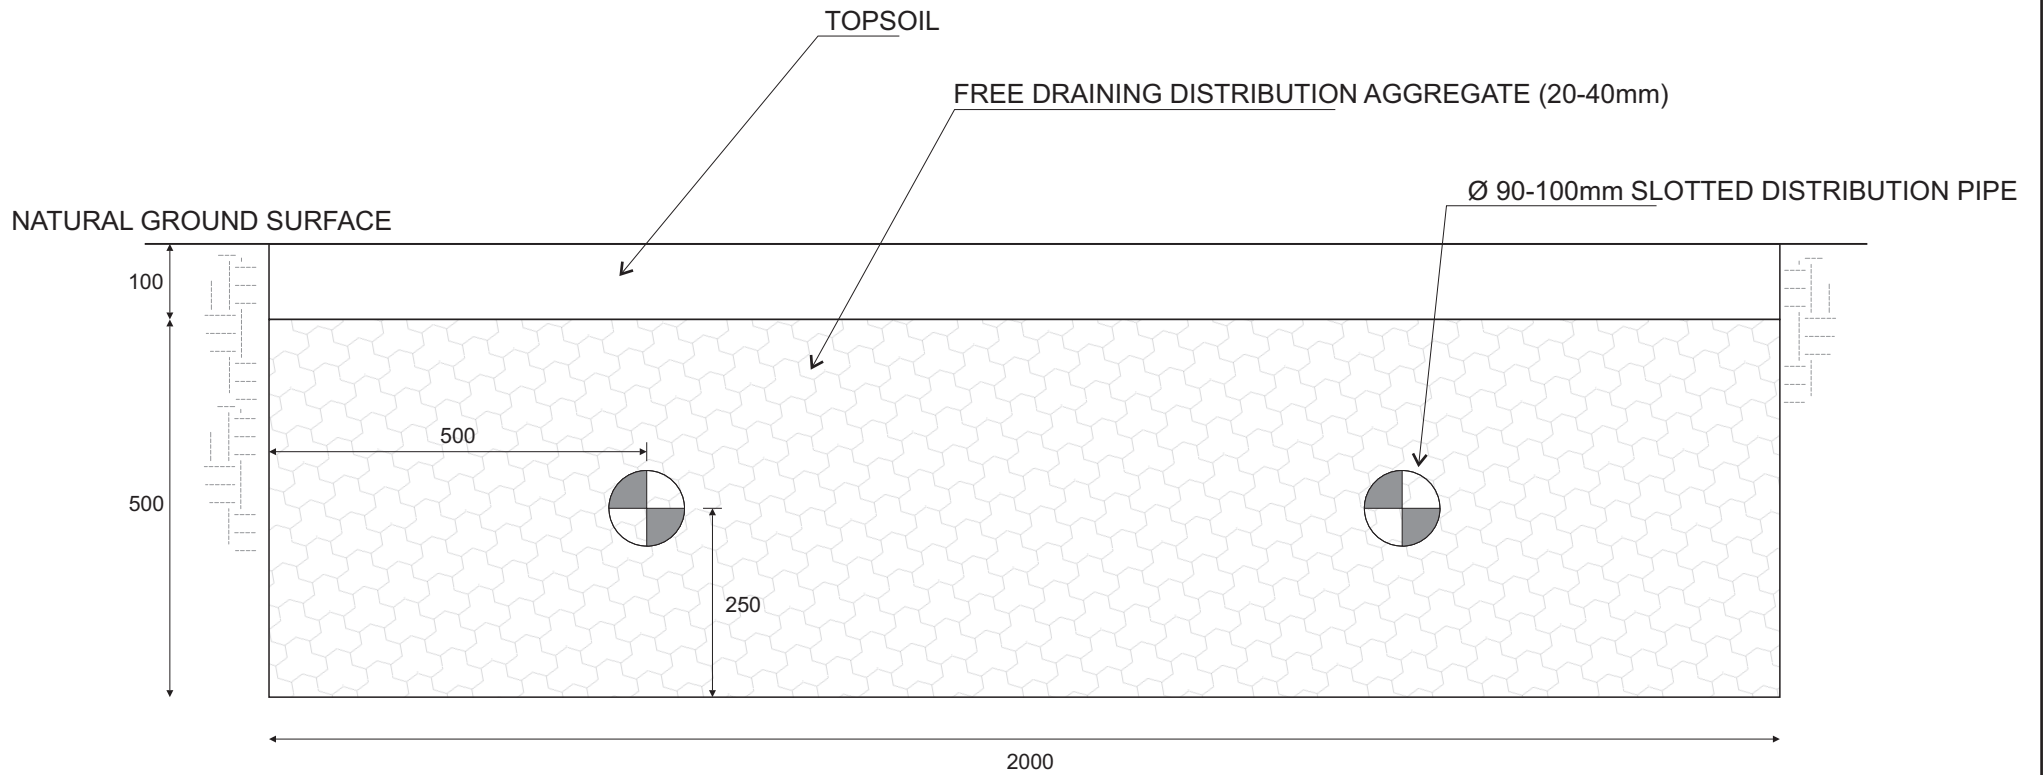 TOPSOIL
FREE DRAINING DISTRIBUTION AGGREGATE (20-40mm)
Ø 90-100mm SLOTTED DISTRIBUTION PIPE
NATURAL GROUND SURFACE
100
500
500
250
2000